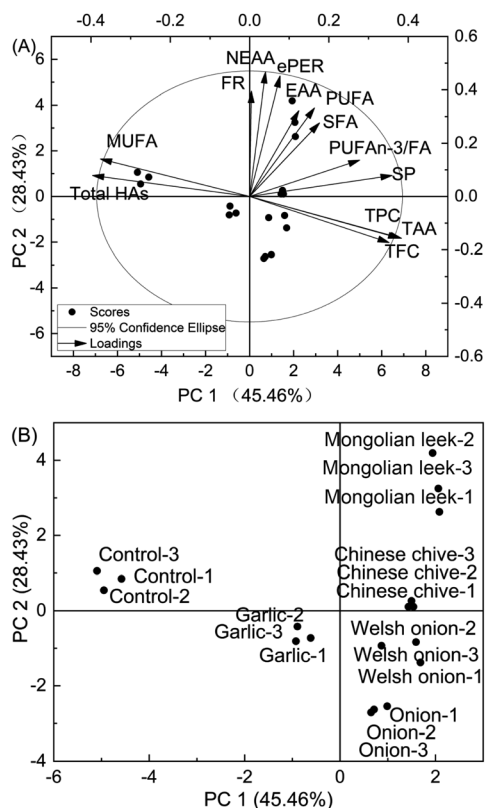 -0.4 -0.2 0.0 0.2 0.4
(A)
6
4
2
0
-2
-4
-6
PC 2 （28.43%）
0.6
0.4
0.2
0.0
0.2
0.4
-0.6
NEAA
ePER
FR
EAA
PUFA
SFA
MUFA
PUFAn-3/FA
SP
Total HAs
TPC
TAA
TFC
Scores
95% Confidence Ellipse
Loadings
-8 -6 -4 -2 0 2 4 6 8
PC 1 （45.46%）
(B)
4
2
0
-2
-4
PC 2 (28.43%)
Mongolian leek-2
Mongolian leek-3
Mongolian leek-1
Control-3
Control-1
Control-2
Chinese chive-3
Chinese chive-2
Chinese chive-1
Garlic-2
Garlic-3
Garlic-1
Welsh onion-2
Welsh onion-3
Welsh onion-1
Onion-1
Onion-2
Onion-3
-6 -4 -2 0 2
PC 1 (45.46%)